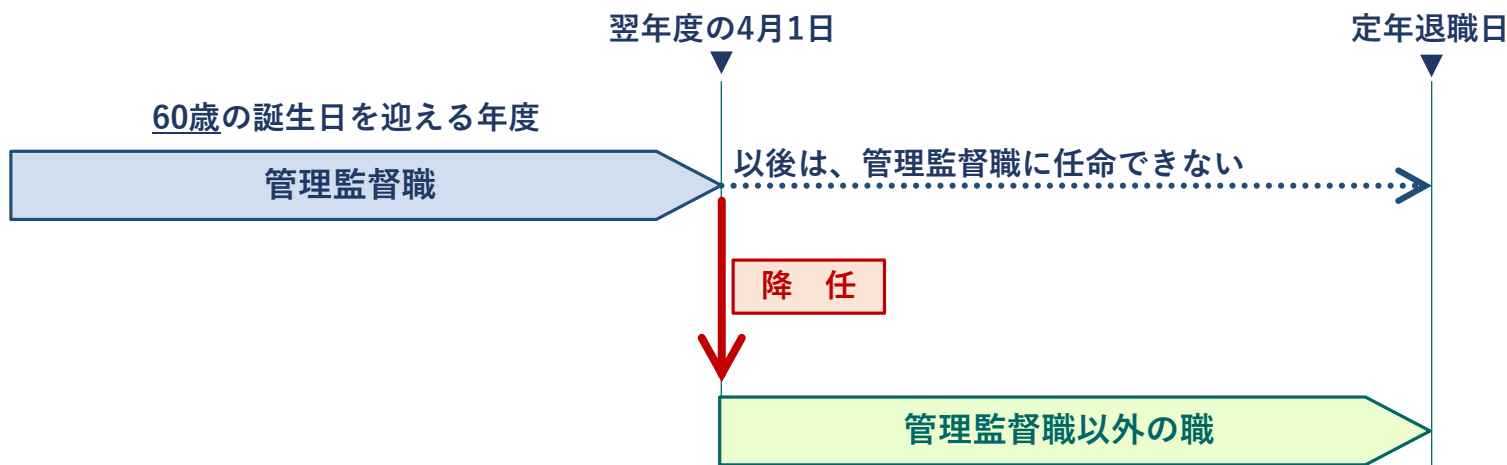 翌年度の4月1日
定年退職日
60歳の誕生日を迎える年度
管理監督職
以後は、管理監督職に任命できない
降　任
管理監督職以外の職